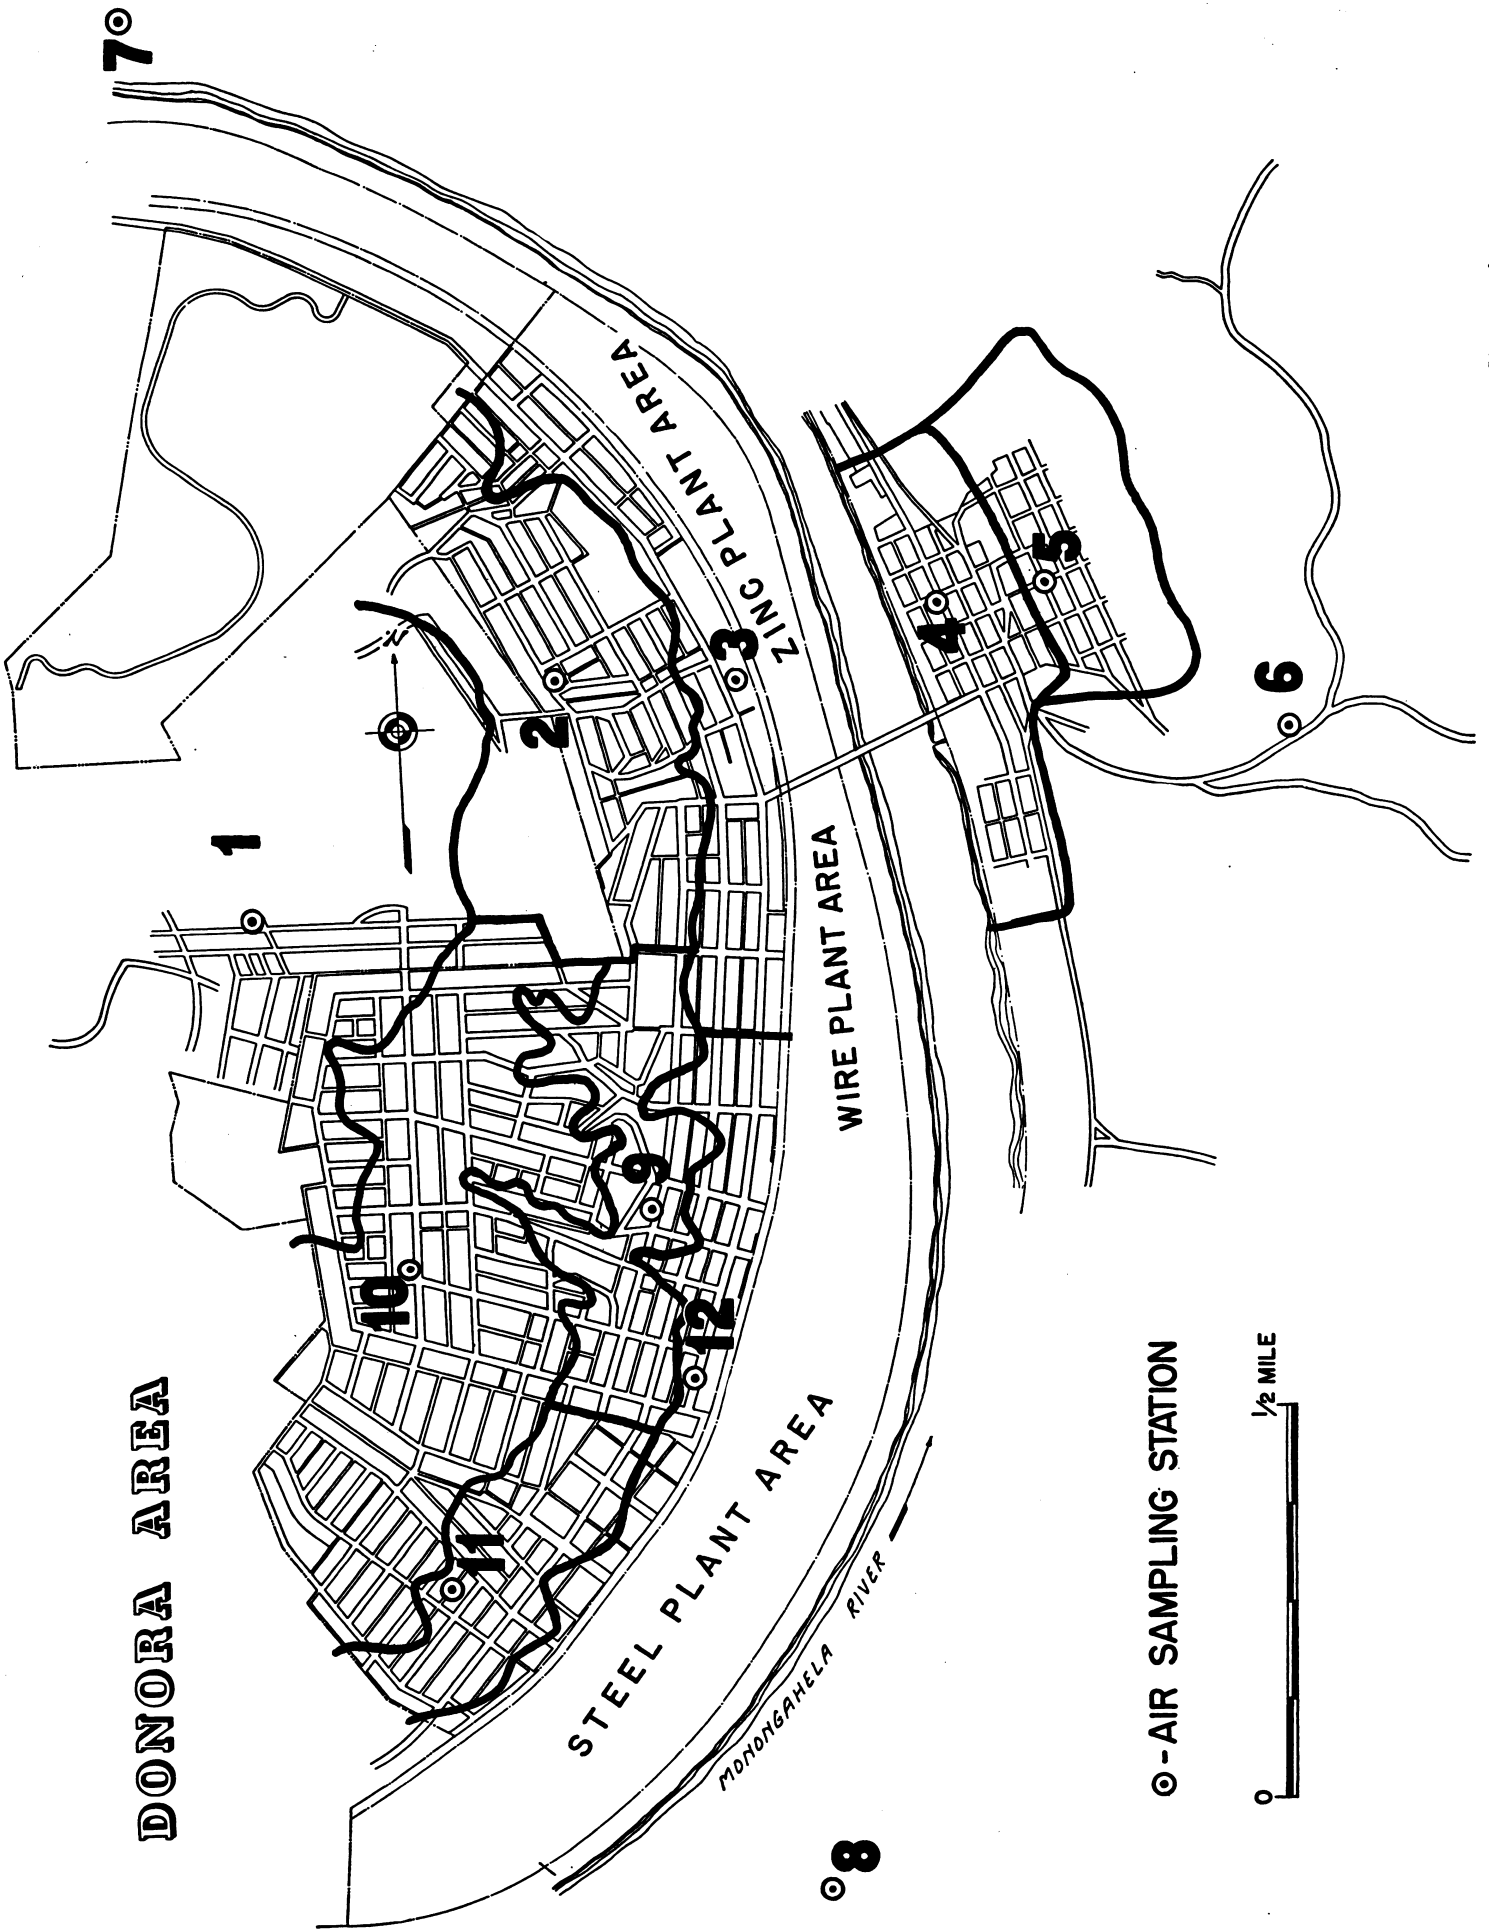 DONORA AREA
7
1
2
3
ZINC PLANT AREA
4
5
6
N
WIRE PLANT AREA
9
10
12
11
STEEL PLANT AREA
MONONGAHELA RIVER
8
⊙-AIR SAMPLING STATION
0 1/2 MILE